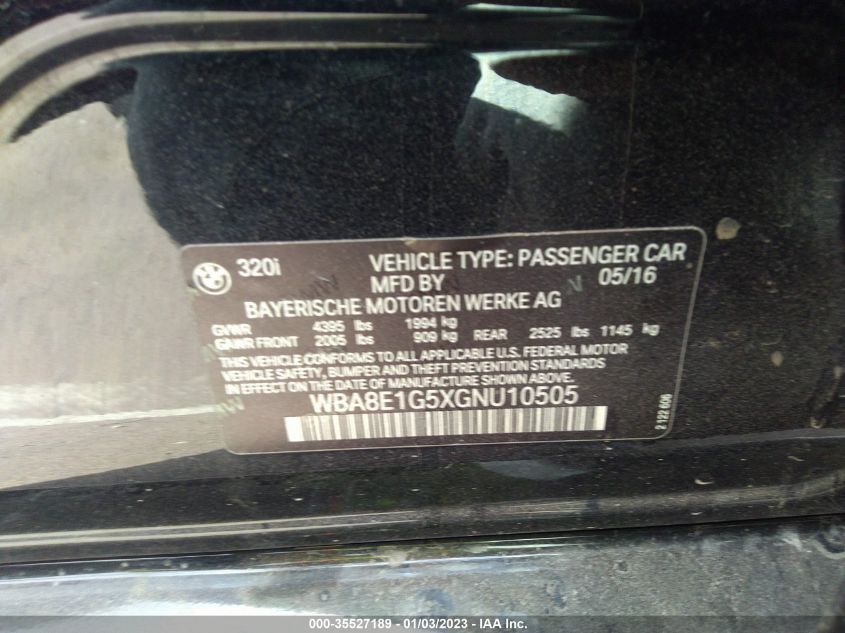 320i VEHICLE TYPE: PASSENGER CAR
MFD BY 05/16
BAYERISCHE MOTOREN WERKE AG
GVWR 4395 lbs 1994 kg
GAWR FRONT 2005 lbs 909 kg REAR 2525 lbs 1145 kg
THIS VEHICLE CONFORMS TO ALL APPLICABLE U.S. FEDERAL MOTOR
VEHICLE SAFETY, BUMPER AND THEFT PREVENTION STANDARDS
IN EFFECT ON THE DATE OF MANUFACTURE SHOWN ABOVE.
WBA8E1G5XGNU10505
2 122 606
000-35527189 - 01/03/2023 - IAA Inc.